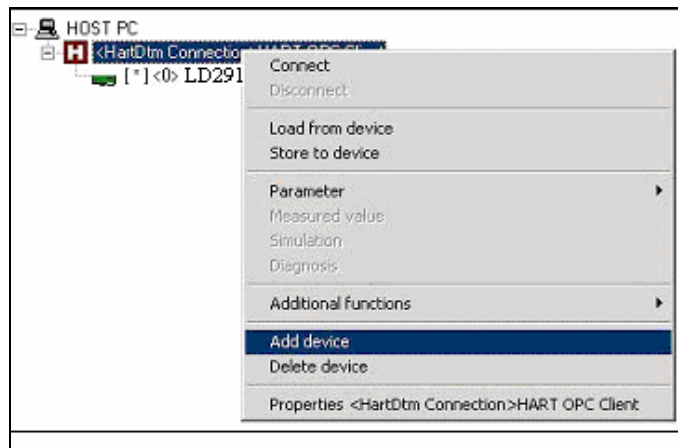 HOST PC
<HartDtm Connection>HART OPC Client
[*]<0> LD291
Connect
Disconnect
Load from device
Store to device
Parameter
Measured value
Simulation
Diagnosis
Additional functions
Add device
Delete device
Properties <HartDtm Connection>HART OPC Client